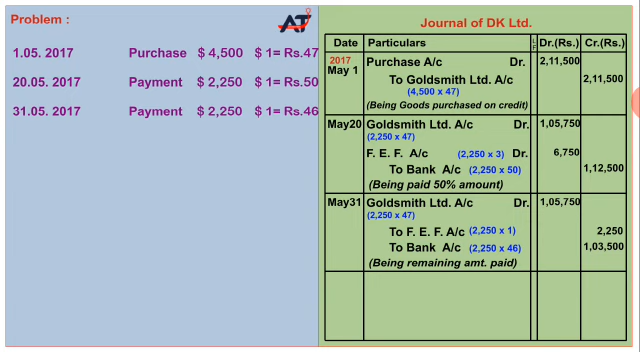 Problem :
AT
1.05. 2017 Purchase $ 4,500 $ 1= Rs.47
20.05. 2017 Payment $ 2,250 $ 1= Rs.50
31.05. 2017 Payment $ 2,250 $ 1= Rs.46
Journal of DK Ltd.
Date Particulars L F Dr.(Rs.) Cr.(Rs.)
2017
May 1 Purchase A/c Dr. 2,11,500
To Goldsmith Ltd. A/c 2,11,500
(4,500 x 47)
(Being Goods purchased on credit)
May20 Goldsmith Ltd. A/c Dr. 1,05,750
(2,250 x 47)
F. E. F. A/c (2,250 x 3) Dr. 6,750
To Bank A/c (2,250 x 50) 1,12,500
(Being paid 50% amount)
May31 Goldsmith Ltd. A/c Dr. 1,05,750
(2,250 x 47)
To F. E. F. A/c (2,250 x 1) 2,250
To Bank A/c (2,250 x 46) 1,03,500
(Being remaining amt. paid)